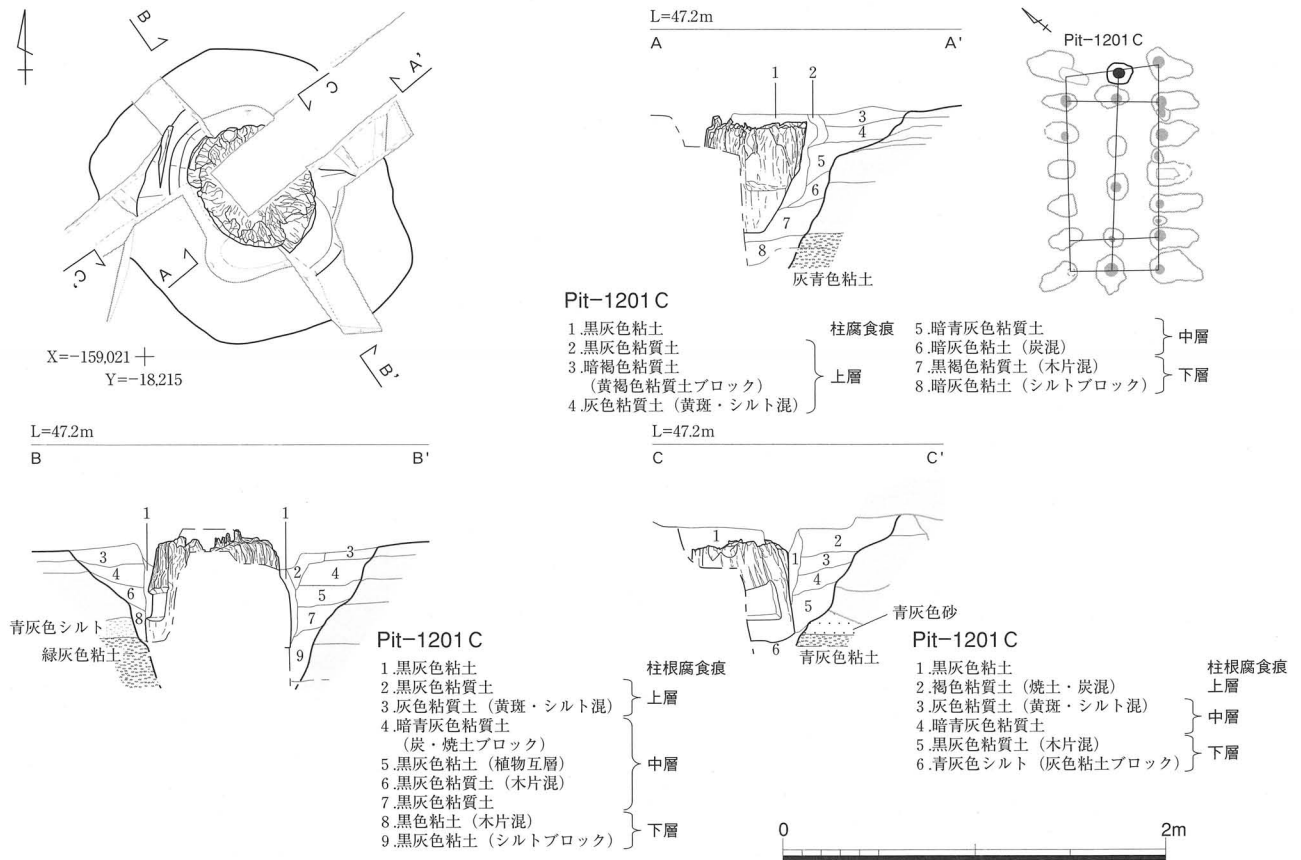 B
C
A'
A
C'
B'
X=-159,021
Y=-18,215
L=47.2m
A A'
1 2
3
4
5
6
7
8
灰青色粘土
Pit-1201 C
Pit-1201 C
1.黒灰色粘土 柱腐食痕
2.黒灰色粘質土
3.暗褐色粘質土
(黄褐色粘質土ブロック)
4.灰色粘質土(黄斑・シルト混)
上層
5.暗青灰色粘質土
6.暗灰色粘土(炭混)
中層
7.黒褐色粘質土(木片混)
8.暗灰色粘土(シルトブロック)
下層
L=47.2m
B B'
1 1
3
4
6
8
2
3
4
5
7
9
青灰色シルト
緑灰色粘土
Pit-1201 C
1.黒灰色粘土 柱根腐食痕
2.黒灰色粘質土
3.灰色粘質土(黄斑・シルト混)
上層
4.暗青灰色粘質土
(炭・焼土ブロック)
5.黒灰色粘土(植物互層)
6.黒灰色粘質土(木片混)
7.黒灰色粘質土
中層
8.黒色粘土(木片混)
9.黒灰色粘土(シルトブロック)
下層
L=47.2m
C C'
1
1
2
3
4
5
6
青灰色砂
青灰色粘土
Pit-1201 C
1.黒灰色粘土 柱根腐食痕
2.褐色粘質土(焼土・炭混) 上層
3.灰色粘質土(黄斑・シルト混)
4.暗青灰色粘質土
中層
5.黒灰色粘質土(木片混)
6.青灰色シルト(灰色粘土ブロック)
下層
0 2m